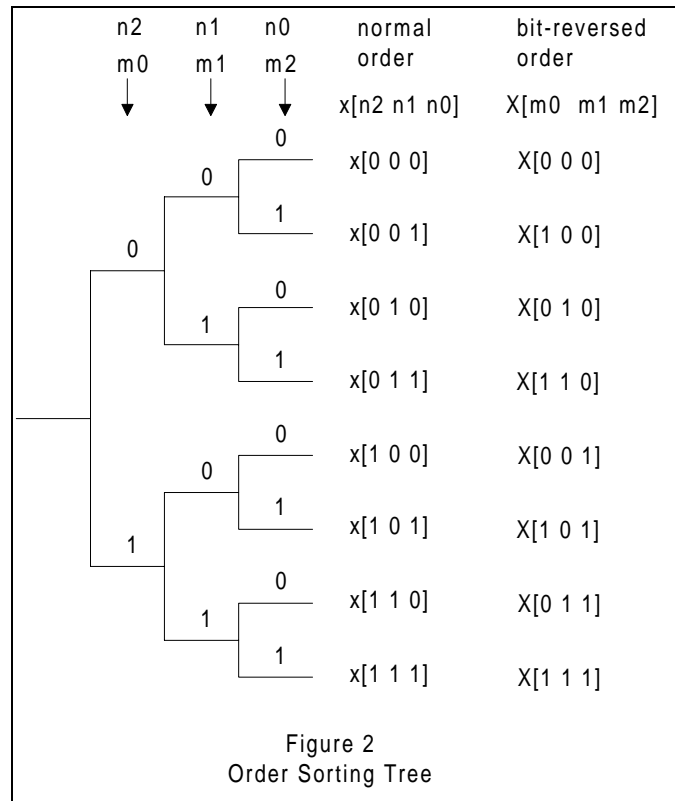 n2 n1 n0 normal order bit-reversed order
m0 m1 m2
x[n2 n1 n0] X[m0 m1 m2]
0
0 x[0 0 0] X[0 0 0]
1
x[0 0 1] X[1 0 0]
0
0
x[0 1 0] X[0 1 0]
1
1
x[0 1 1] X[1 1 0]
0
x[1 0 0] X[0 0 1]
0
1
x[1 0 1] X[1 0 1]
1
0
x[1 1 0] X[0 1 1]
1
1
x[1 1 1] X[1 1 1]
Figure 2
Order Sorting Tree